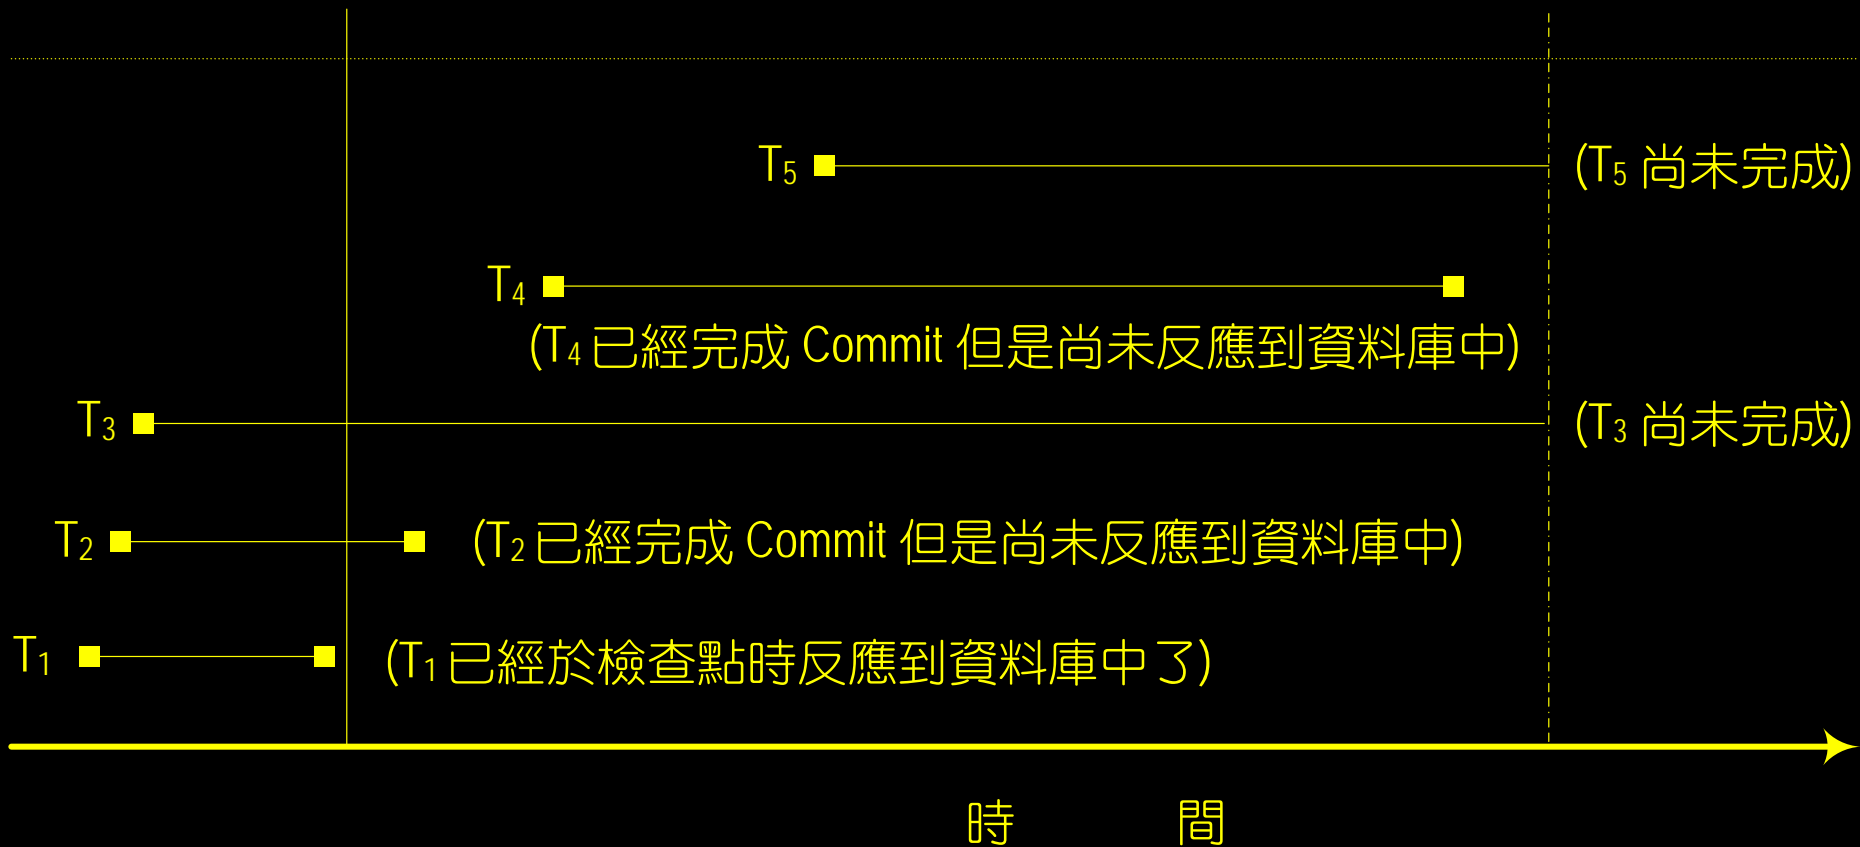 T5 (T5 尚未完成)
T4
(T4 已經完成 Commit 但是尚未反應到資料庫中)
T3 (T3 尚未完成)
T2 (T2 已經完成 Commit 但是尚未反應到資料庫中)
T1 (T1 已經於檢查點時反應到資料庫中了)
時 間